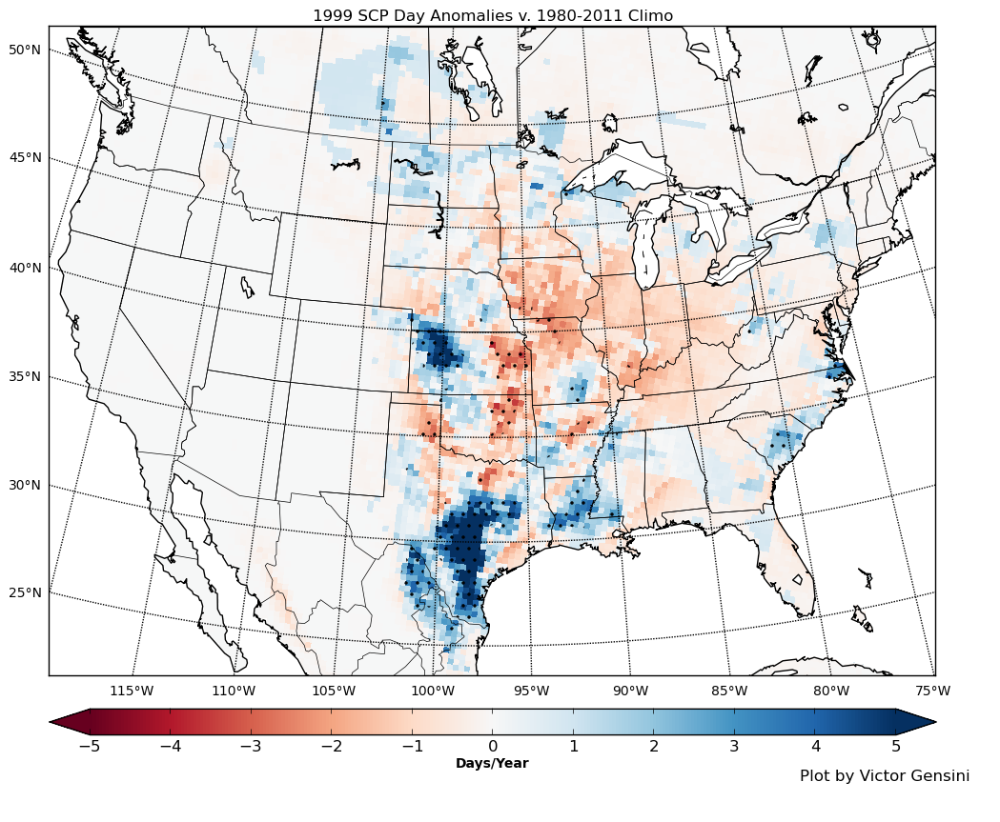 1999 SCP Day Anomalies v. 1980-2011 Climo
50°N
45°N
40°N
35°N
30°N
25°N
115°W 110°W 105°W 100°W 95°W 90°W 85°W 80°W 75°W
−5 −4 −3 −2 −1 0 1 2 3 4 5
Days/Year
Plot by Victor Gensini